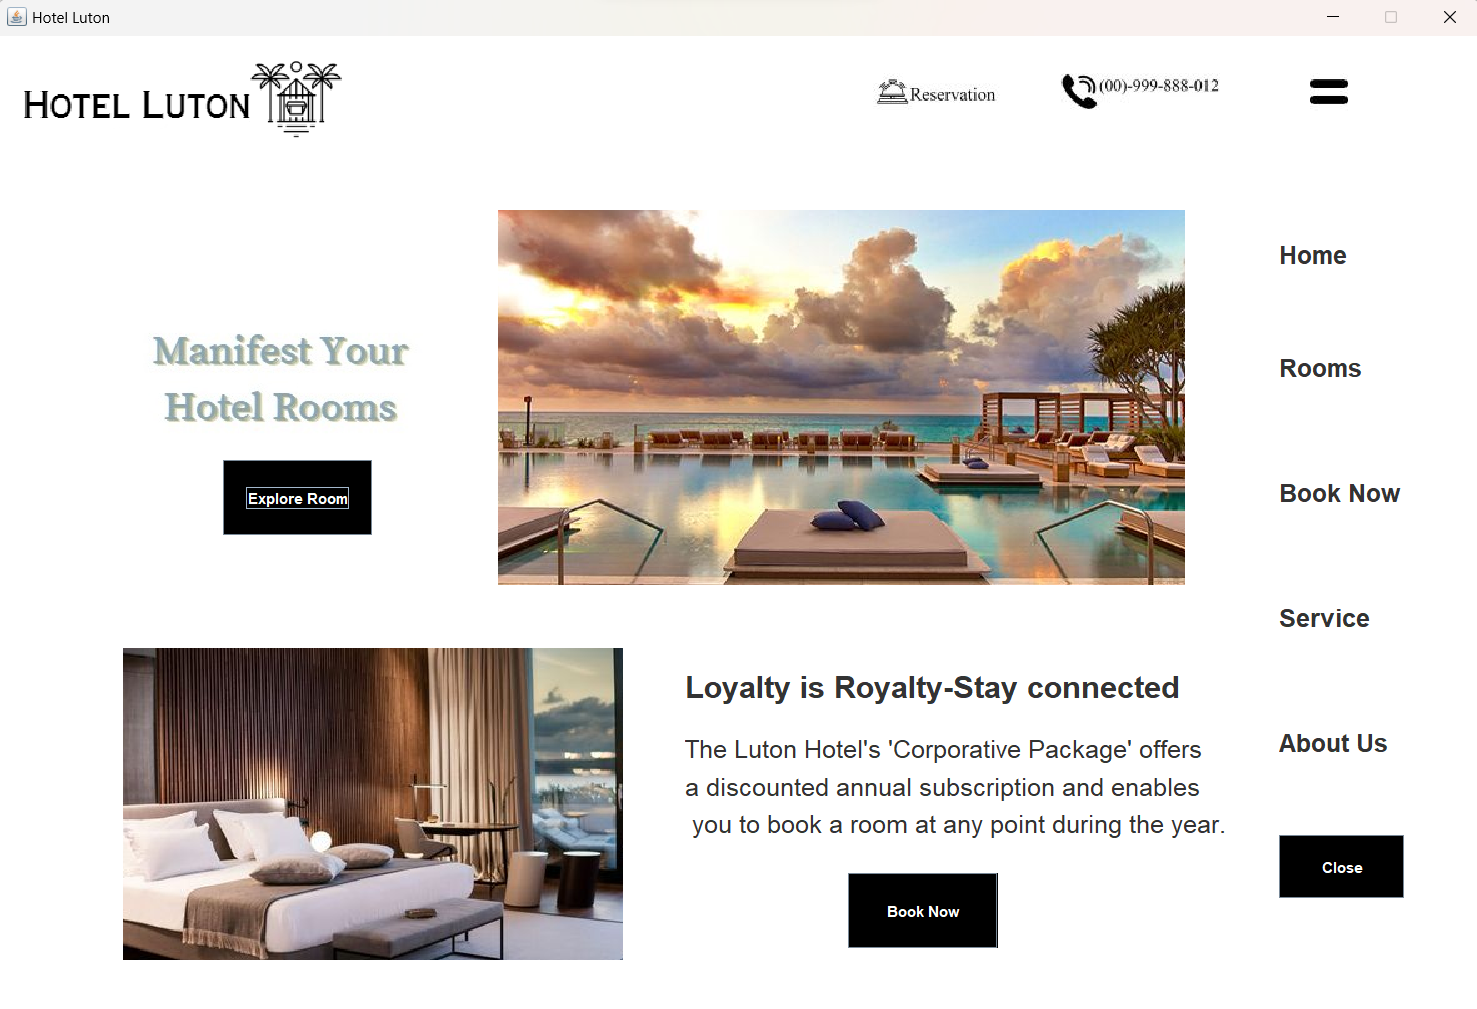 Hotel Luton
HOTEL LUTON
Reservation
(00)-999-888-012
Manifest Your
Hotel Rooms
Explore Room
Home
Rooms
Book Now
Service
About Us
Close
Loyalty is Royalty-Stay connected
The Luton Hotel's 'Corporative Package' offers
a discounted annual subscription and enables
you to book a room at any point during the year.
Book Now